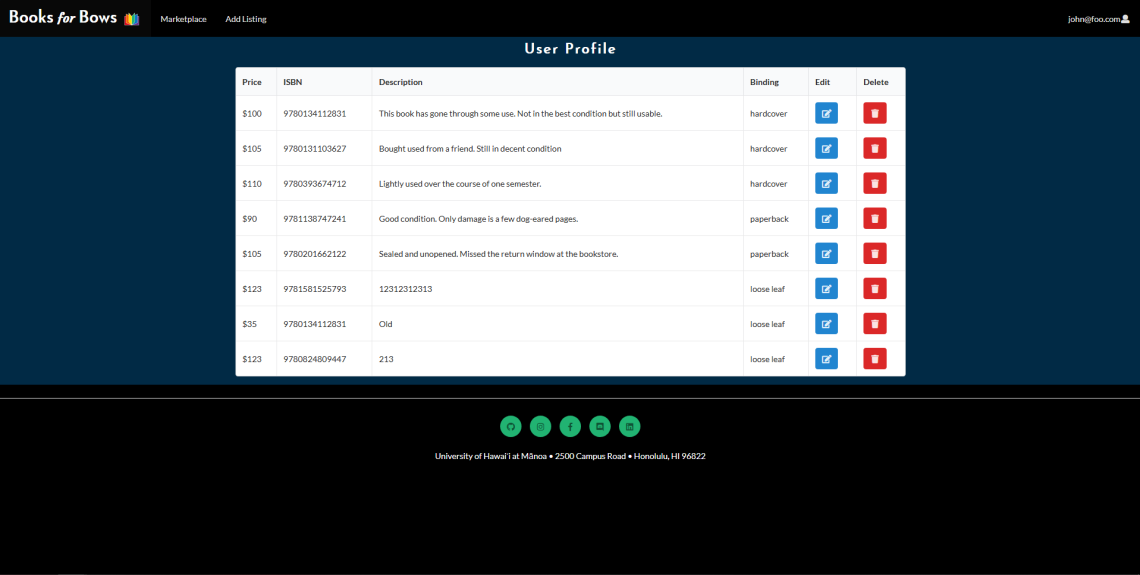 Books for Bows Marketplace Add Listing john@foo.com
User Profile
Price ISBN Description Binding Edit Delete
$100 9780134112831 This book has gone through some use. Not in the best condition but still usable. hardcover
$105 9780131103627 Bought used from a friend. Still in decent condition hardcover
$110 9780393674712 Lightly used over the course of one semester. hardcover
$90 9781138747241 Good condition. Only damage is a few dog-eared pages. paperback
$105 9780201662122 Sealed and unopened. Missed the return window at the bookstore. paperback
$123 9781581525793 12312312313 loose leaf
$35 9780134112831 Old loose leaf
$123 9780824809447 213 loose leaf
University of Hawaiʻi at Mānoa • 2500 Campus Road • Honolulu, HI 96822